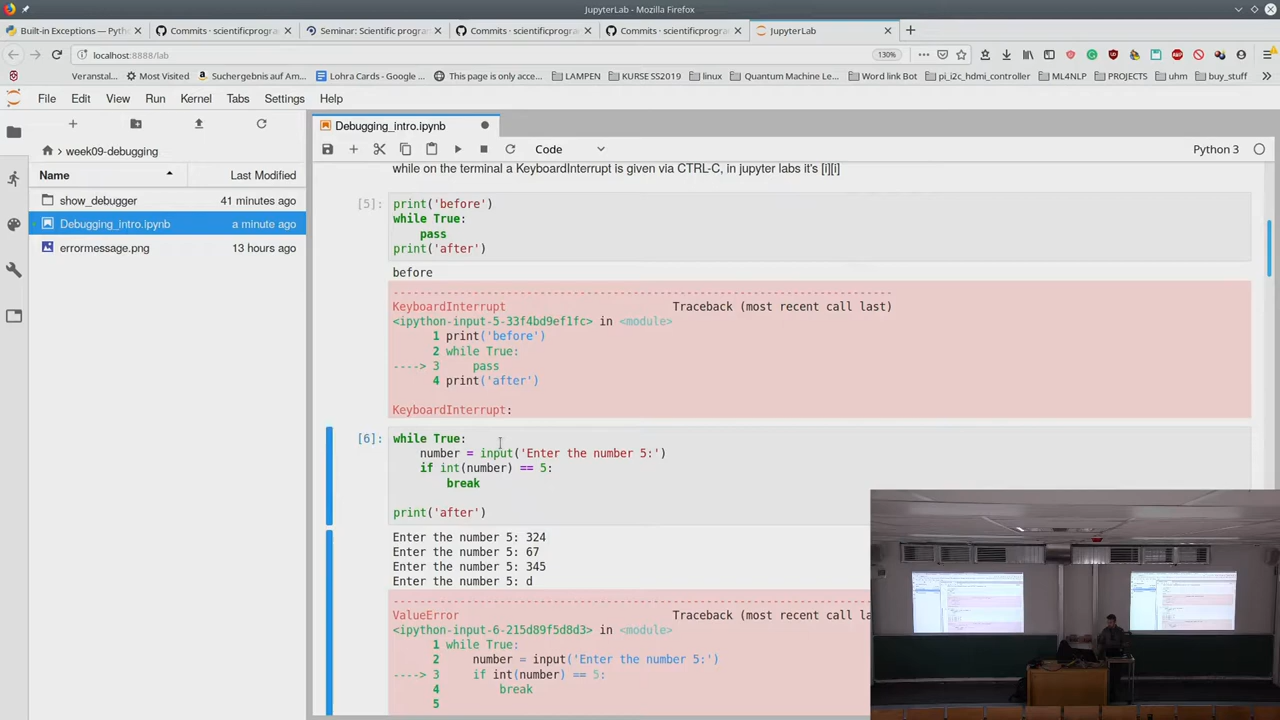 JupyterLab - Mozilla Firefox
Built-in Exceptions — Pyth
Commits · scientificprogra
Seminar: Scientific progra
Commits · scientificprogra
Commits · scientificprogra
JupyterLab
localhost:8888/lab
130%
Veranstal...
Most Visited
Suchergebnis auf Am...
Lohra Cards - Google ...
This page is only acce...
LAMPEN
KURSE SS2019
linux
Quantum Machine Le...
Word link Bot
pi_i2c_hdmi_controller
ML4NLP
PROJECTS
uhm
buy_stuff
File Edit View Run Kernel Tabs Settings Help
Debugging_intro.ipynb
Code
Python 3
week09-debugging
Name Last Modified
show_debugger 41 minutes ago
Debugging_intro.ipynb a minute ago
errormessage.png 13 hours ago
while on the terminal a KeyboardInterrupt is given via CTRL-C, in jupyter labs it's [i][i]
[5]: print('before')
while True:
pass
print('after')
before
---------------------------------------------------------------------------
KeyboardInterrupt Traceback (most recent call last)
<ipython-input-5-33f4bd9ef1fc> in <module>
1 print('before')
2 while True:
----> 3 pass
4 print('after')
KeyboardInterrupt:
[6]: while True:
number = input('Enter the number 5:')
if int(number) == 5:
break
print('after')
Enter the number 5: 324
Enter the number 5: 67
Enter the number 5: 345
Enter the number 5: d
---------------------------------------------------------------------------
ValueError Traceback (most recent call la
<ipython-input-6-215d89f5d8d3> in <module>
1 while True:
2 number = input('Enter the number 5:')
----> 3 if int(number) == 5:
4 break
5